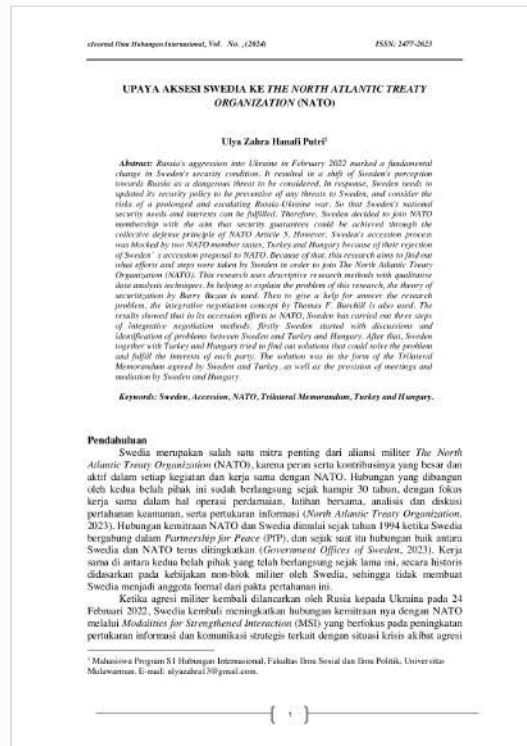 eJournal Ilmu Hubungan Internasional, Vol. No. , (2024) ISSN: 2477-2623
UPAYA AKSESI SWEDIA KE THE NORTH ATLANTIC TREATY
ORGANIZATION (NATO)
Ulya Zahra Hanafi Putri¹
Abstract: Russia's aggression into Ukraine in February 2022 marked a fundamental
change in Sweden's security condition. It resulted in a shift of Sweden's perception
towards Russia as a dangerous threat to be considered. In response, Sweden needs to
updated its security policy to be preventive of any threats to Sweden, and consider the
risks of a prolonged and escalating Russia-Ukraine war. So that Sweden's national
security needs and interests can be fulfilled. Therefore, Sweden decided to join NATO
membership with the aim that security guarantees could be achieved through the
collective defense principle of NATO Article 5. However, Sweden's accession process
was blocked by two NATO member states, Turkey and Hungary because of their rejection
of Sweden`s accession proposal to NATO. Because of that, this research aims to find out
what efforts and steps were taken by Sweden in order to join The North Atlantic Treaty
Organization (NATO). This research uses descriptive research methods with qualitative
data analysis techniques. In helping to explain the problem of this research, the theory of
securitization by Barry Buzan is used. Then to give a help for answer the research
problem, the integrative negotiation concept by Thomas F. Burchill is also used. The
results showed that in its accession efforts to NATO, Sweden has carried out three steps
of integrative negotiation methods, firstly Sweden started with discussions and
identification of problems between Sweden and Turkey and Hungary. After that, Sweden
together with Turkey and Hungary tried to find out solutions that could solve the problem
and fulfill the interests of each party. The solution was in the form of the Trilateral
Memorandum agreed by Sweden and Turkey, as well as the provision of meetings and
mediation by Sweden and Hungary.
Keywords: Sweden, Accession, NATO, Trilateral Memorandum, Turkey and Hungary.
Pendahuluan
Swedia merupakan salah satu mitra penting dari aliansi militer The North
Atlantic Treaty Organization (NATO), karena peran serta kontribusinya yang besar dan
aktif dalam setiap kegiatan dan kerja sama dengan NATO. Hubungan yang dibangun
oleh kedua belah pihak ini sudah berlangsung sejak hampir 30 tahun, dengan fokus
kerja sama dalam hal operasi perdamaian, latihan bersama, analisis dan diskusi
pertahanan keamanan, serta pertukaran informasi (North Atlantic Treaty Organization,
2023). Hubungan kemitraan NATO dan Swedia dimulai sejak tahun 1994 ketika Swedia
bergabung dalam Partnership for Peace (PfP), dan sejak saat itu hubungan baik antara
Swedia dan NATO terus ditingkatkan (Government Offices of Sweden, 2023). Kerja
sama di antara kedua belah pihak yang telah berlangsung sejak lama ini, secara historis
didasarkan pada kebijakan non-blok militer oleh Swedia, sehingga tidak membuat
Swedia menjadi anggota formal dari pakta pertahanan ini.
Ketika agresi militer kembali dilancarkan oleh Rusia kepada Ukraina pada 24
Februari 2022, Swedia kembali meningkatkan hubungan kemitraan nya dengan NATO
melalui Modalities for Strengthened Interaction (MSI) yang berfokus pada peningkatan
pertukaran informasi dan komunikasi strategis terkait dengan situasi krisis akibat agresi
¹ Mahasiswa Program S1 Hubungan Internasional, Fakultas Ilmu Sosial dan Ilmu Politik, Universitas
Mulawarman. E-mail: ulyazahra13@gmail.com.
1